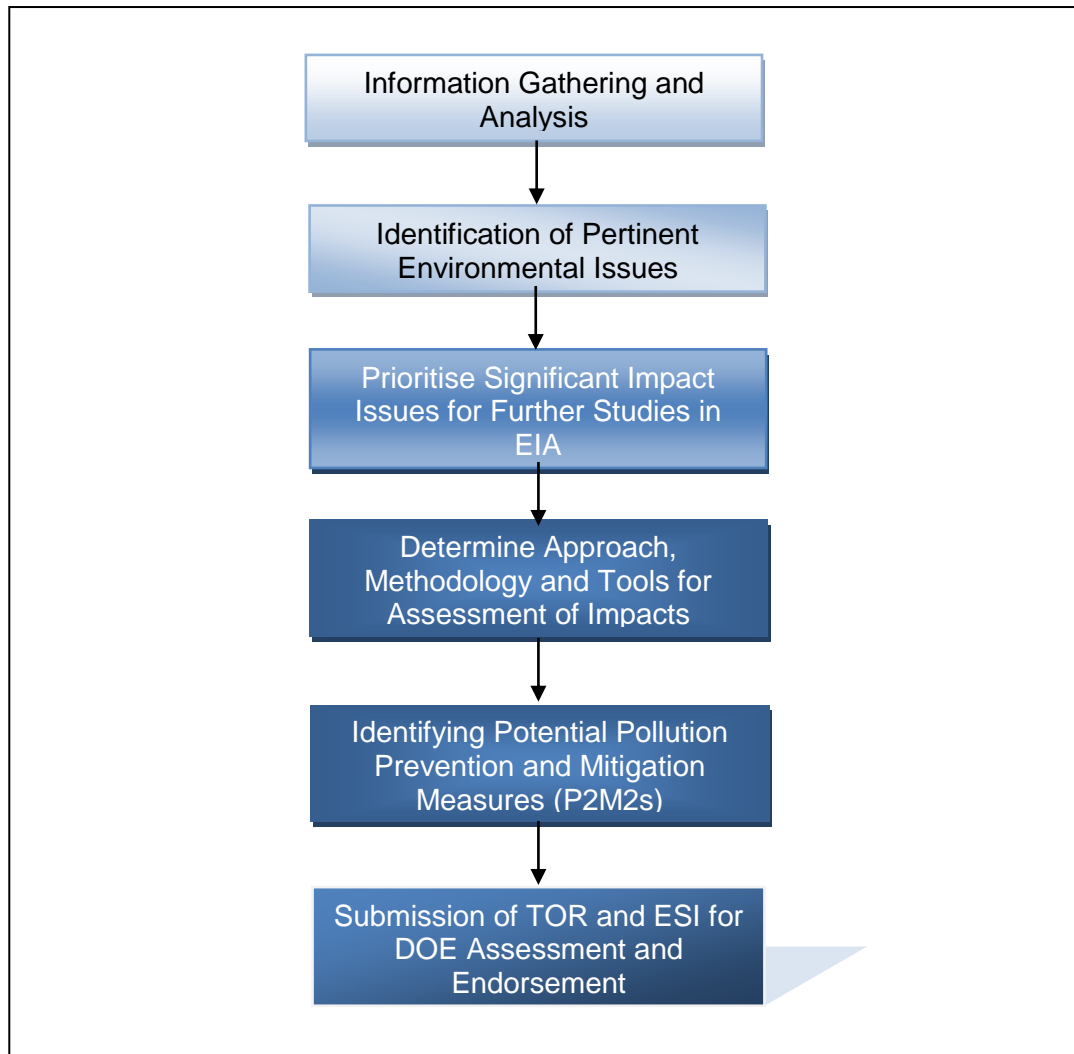 Information Gathering and
Analysis
Identification of Pertinent
Environmental Issues
Prioritise Significant Impact
Issues for Further Studies in
EIA
Determine Approach,
Methodology and Tools for
Assessment of Impacts
Identifying Potential Pollution
Prevention and Mitigation
Measures (P2M2s)
Submission of TOR and ESI for
DOE Assessment and
Endorsement